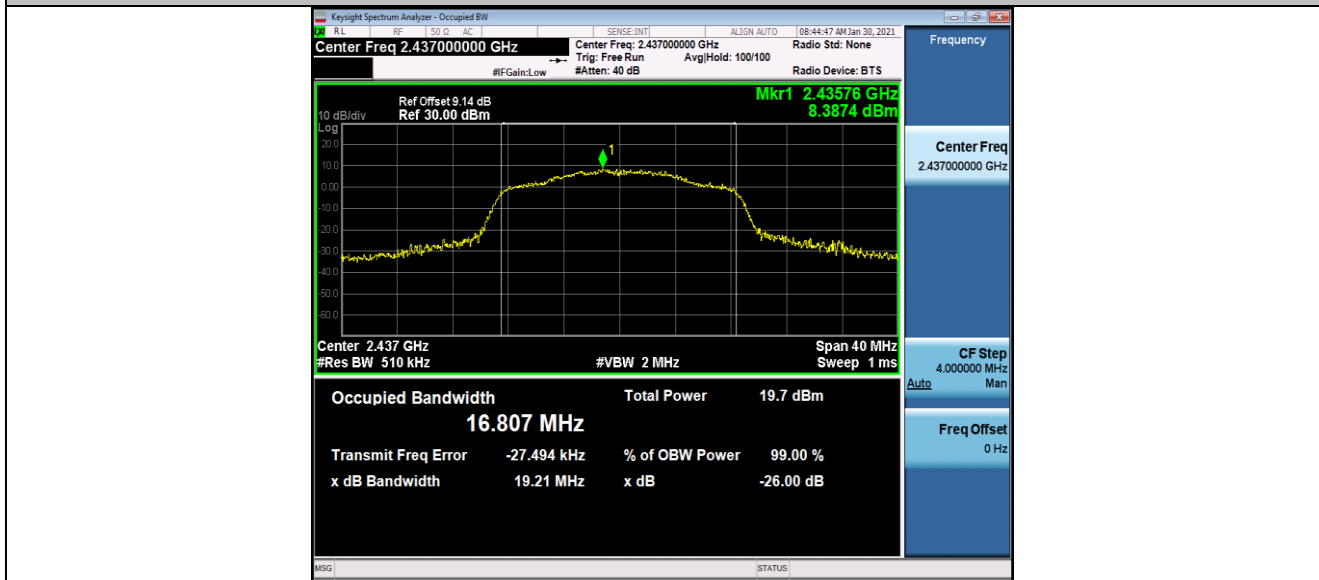 Keysight Spectrum Analyzer - Occupied BW
RL RF 50 Ω AC SENSE:INT ALIGN AUTO 08:44:47 AM Jan 30, 2021
Center Freq 2.437000000 GHz
Center Freq: 2.437000000 GHz Radio Std: None
Trig: Free Run Avg|Hold: 100/100
#IFGain:Low #Atten: 40 dB Radio Device: BTS
Frequency
Mkr1 2.43576 GHz
8.3874 dBm
Ref Offset 9.14 dB
10 dB/div Ref 30.00 dBm
Log
20.0
10.0
0.00
-10.0
-20.0
-30.0
-40.0
-50.0
-60.0
1
Center 2.437 GHz Span 40 MHz
#Res BW 510 kHz #VBW 2 MHz Sweep 1 ms
Center Freq
2.437000000 GHz
CF Step
4.000000 MHz
Auto Man
Freq Offset
0 Hz
Occupied Bandwidth Total Power 19.7 dBm
16.807 MHz
Transmit Freq Error -27.494 kHz % of OBW Power 99.00 %
x dB Bandwidth 19.21 MHz x dB -26.00 dB
MSG STATUS